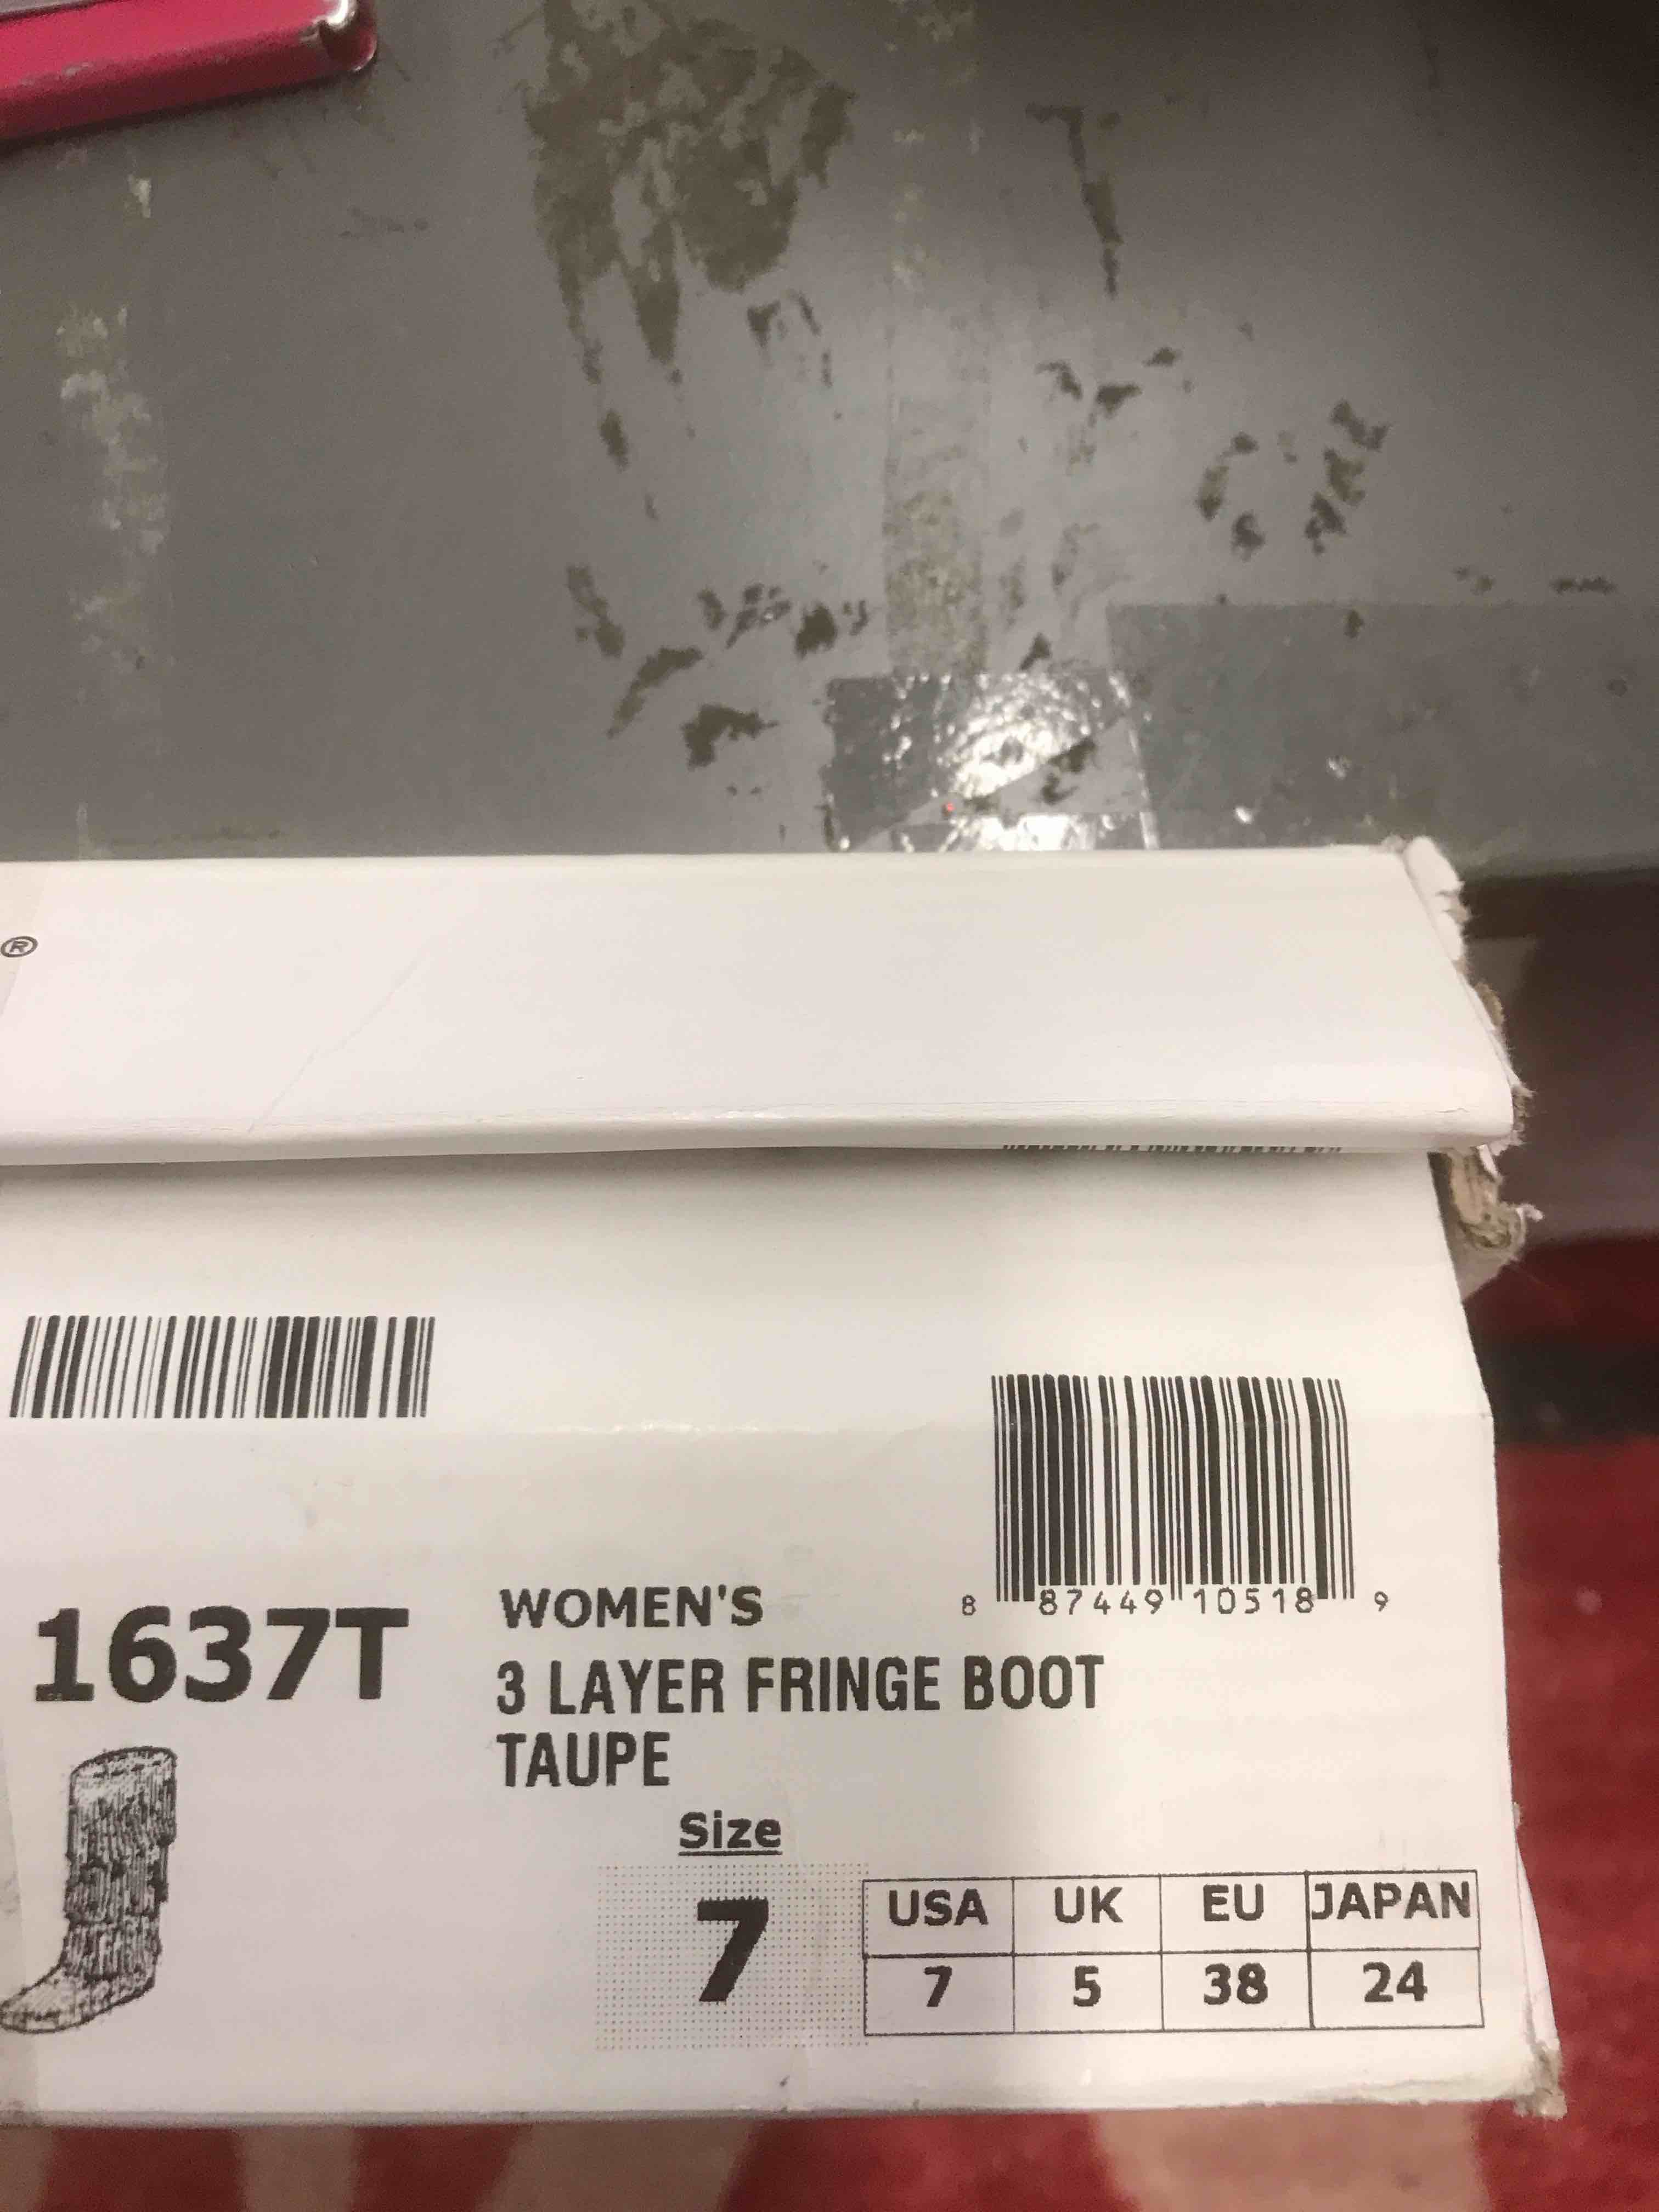 ®
8 87449 10518 9
1637T
WOMEN'S
3 LAYER FRINGE BOOT
TAUPE
Size
7
USA UK EU JAPAN
7 5 38 24